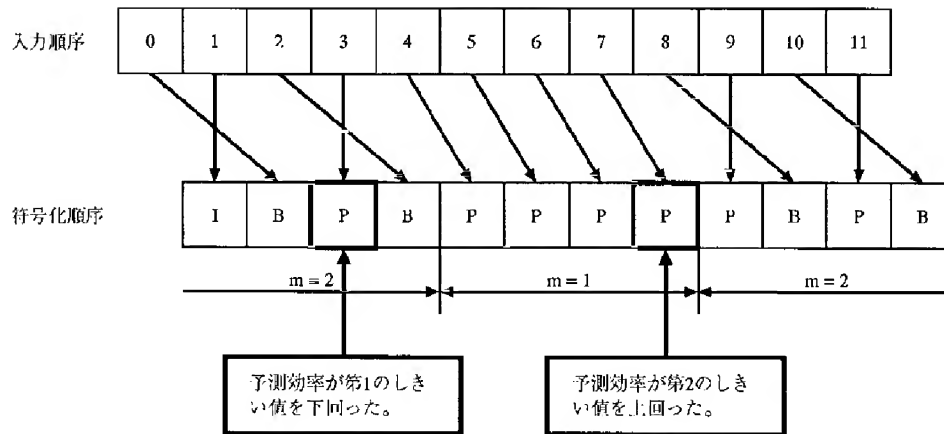 入力順序 0 1 2 3 4 5 6 7 8 9 10 11
符号化順序 I B P B P P P P P B P B
m = 2 m = 1 m = 2
予測効率が第1のしき
い値を下回った。
予測効率が第2のしき
い値を上回った。